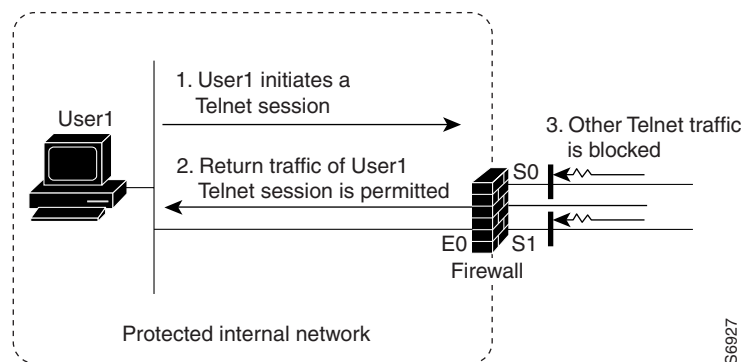 1. User1 initiates a
Telnet session
User1
2. Return traffic of User1
Telnet session is permitted
3. Other Telnet traffic
is blocked
S0
E0
S1
Firewall
Protected internal network
S6927